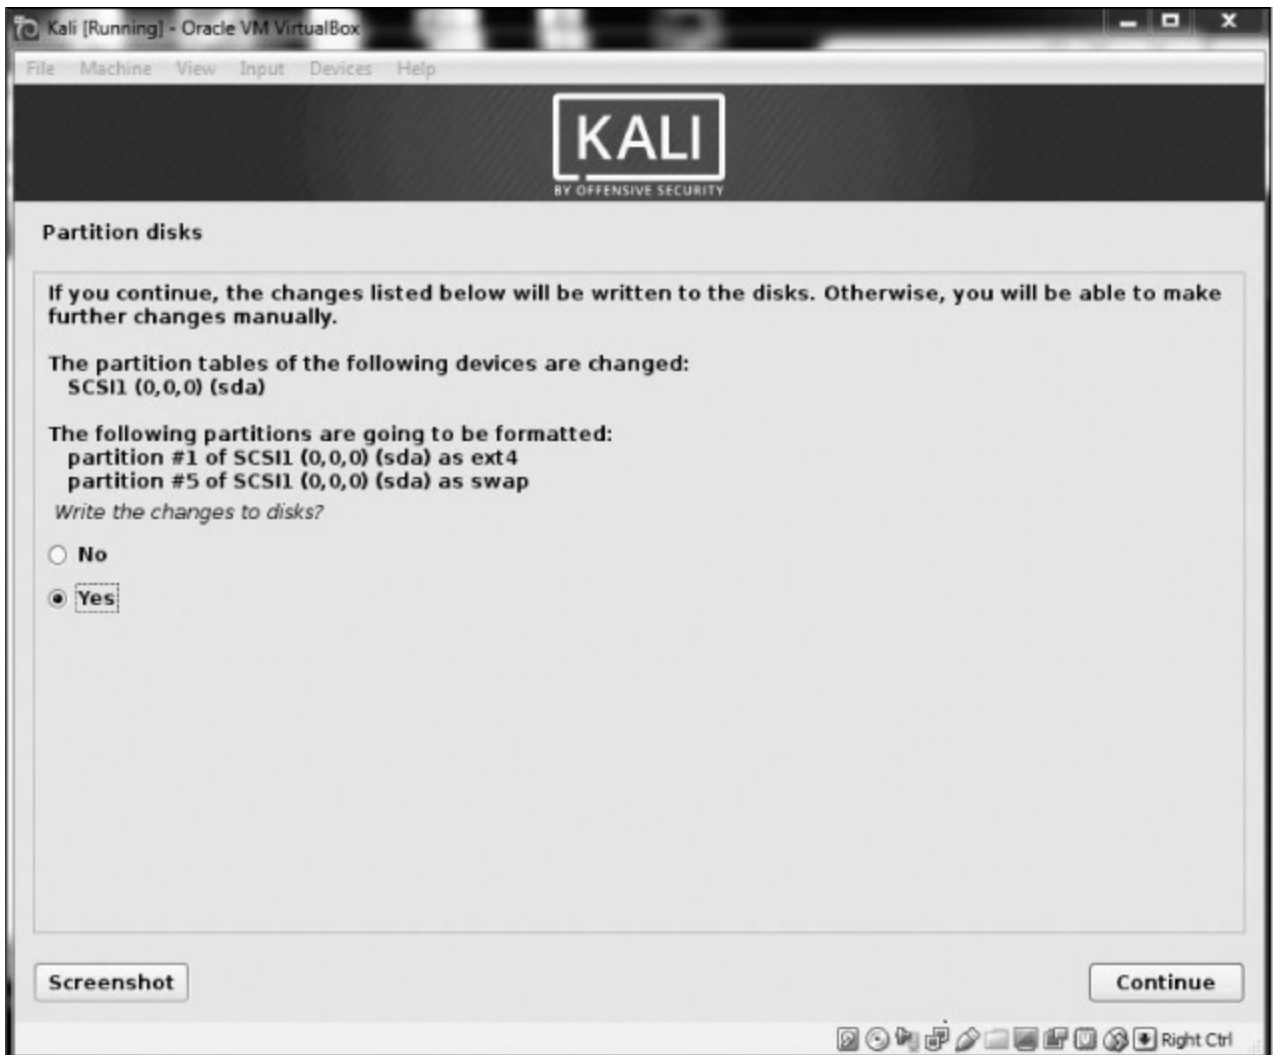 Kali [Running] - Oracle VM VirtualBox
File Machine View Input Devices Help
KALI
BY OFFENSIVE SECURITY
Partition disks
If you continue, the changes listed below will be written to the disks. Otherwise, you will be able to make
further changes manually.
The partition tables of the following devices are changed:
SCSI1 (0,0,0) (sda)
The following partitions are going to be formatted:
partition #1 of SCSI1 (0,0,0) (sda) as ext4
partition #5 of SCSI1 (0,0,0) (sda) as swap
Write the changes to disks?
No
Yes
Screenshot
Continue
Right Ctrl